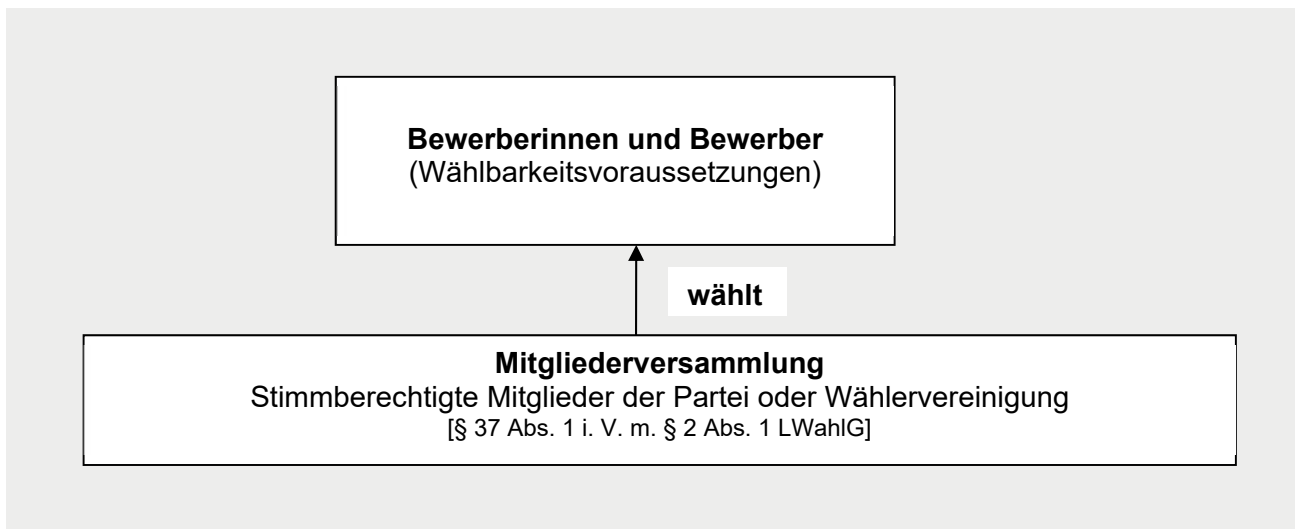 Bewerberinnen und Bewerber
(Wählbarkeitsvoraussetzungen)
wählt
Mitgliederversammlung
Stimmberechtigte Mitglieder der Partei oder Wählervereinigung
[§ 37 Abs. 1 i. V. m. § 2 Abs. 1 LWahlG]